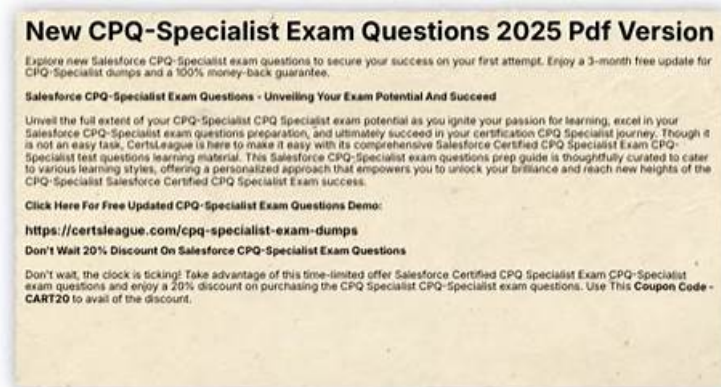 New CPQ-Specialist Exam Questions 2025 Pdf Version
Explore new Salesforce CPQ-Specialist exam questions to secure your success on your first attempt. Enjoy a 3-month free update for
CPQ-Specialist dumps and a 100% money-back guarantee.
Salesforce CPQ-Specialist Exam Questions - Unveiling Your Exam Potential And Succeed
Unveil the full extent of your CPQ-Specialist CPQ Specialist exam potential as you ignite your passion for learning, excel in your
Salesforce CPQ-Specialist exam questions preparation, and ultimately succeed in your certification CPQ Specialist journey. Though it
is not an easy task, CertsLeague is here to make it easy with its comprehensive Salesforce Certified CPQ Specialist Exam CPQ-
Specialist test questions learning material. This Salesforce CPQ-Specialist exam questions prep guide is thoughtfully curated to cater
to various learning styles, offering a personalized approach that empowers you to unlock your brilliance and reach new heights of the
CPQ-Specialist Salesforce Certified CPQ Specialist Exam success.
Click Here For Free Updated CPQ-Specialist Exam Questions Demo:
https://certsleague.com/cpq-specialist-exam-dumps
Don't Wait 20% Discount On Salesforce CPQ-Specialist Exam Questions
Don't wait, the clock is ticking! Take advantage of this time-limited offer Salesforce Certified CPQ Specialist Exam CPQ-Specialist
exam questions and enjoy a 20% discount on purchasing the CPQ Specialist CPQ-Specialist exam questions. Use This Coupon Code -
CART20 to avail of the discount.